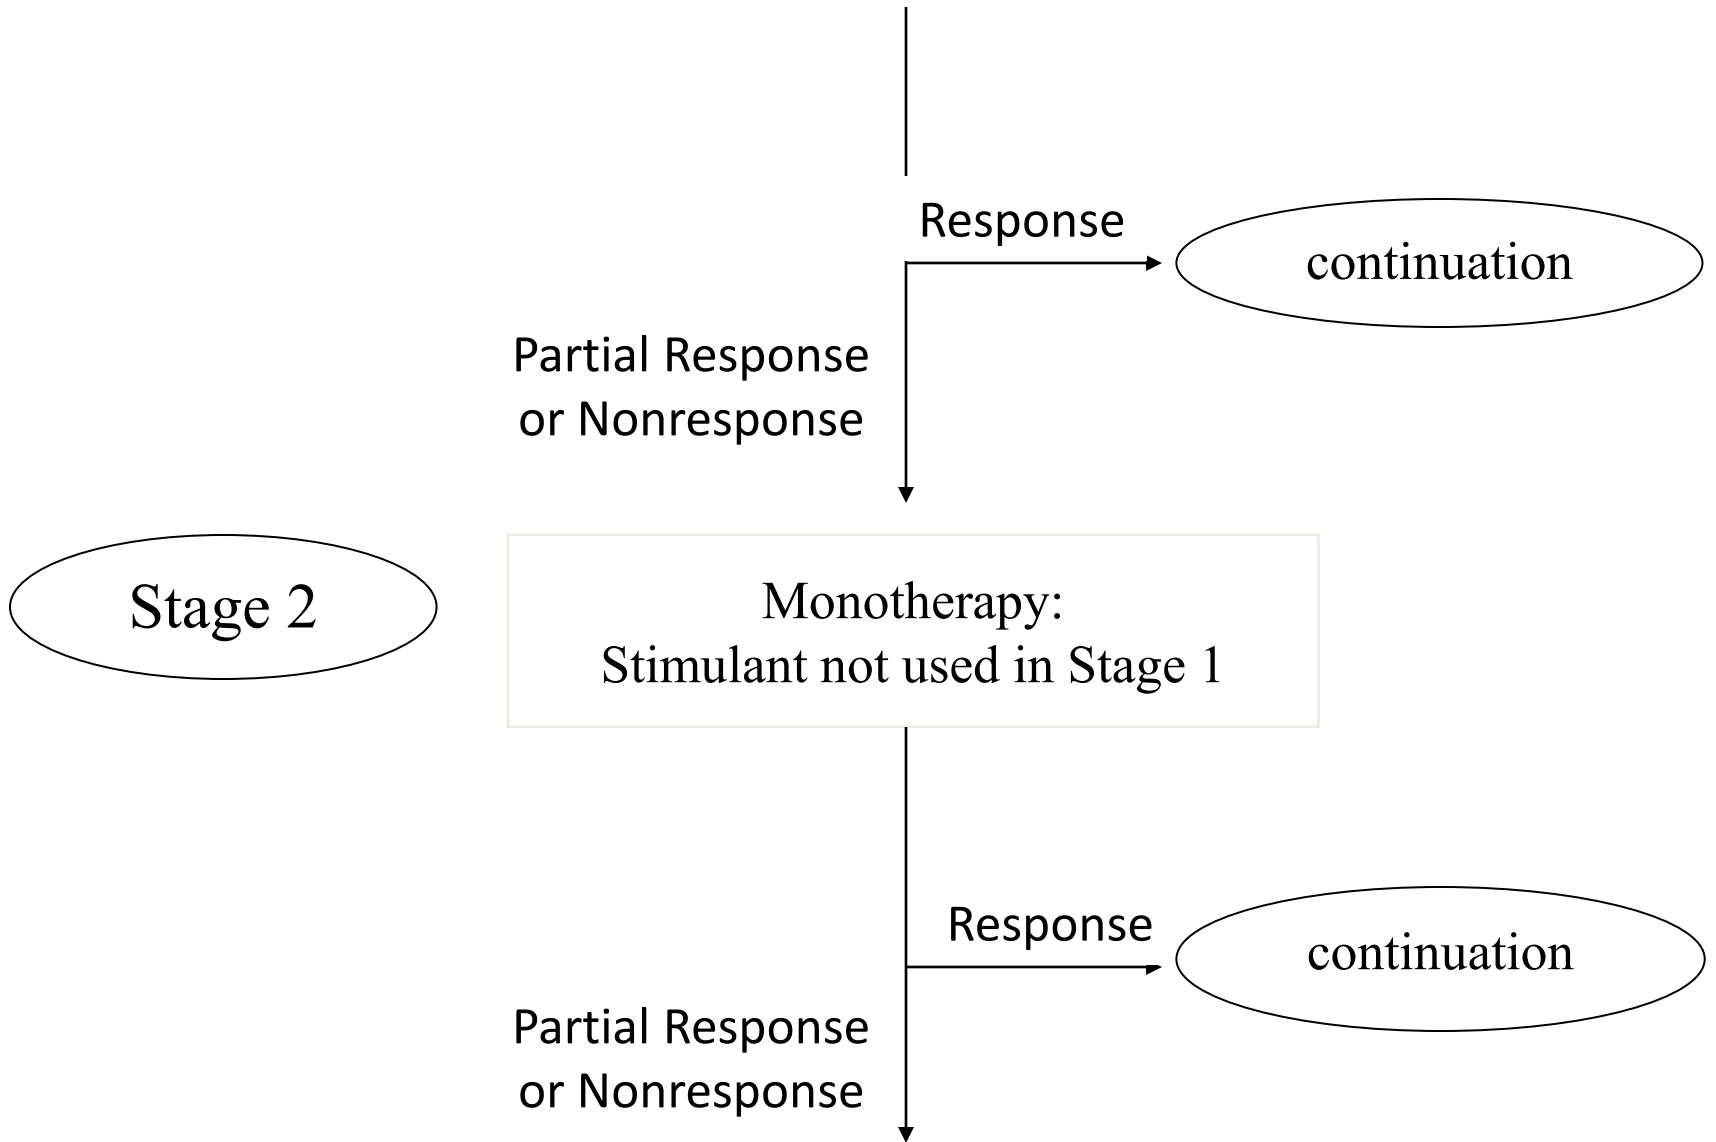 Response
continuation
Partial Response
or Nonresponse
Stage 2
Monotherapy:
Stimulant not used in Stage 1
Response
continuation
Partial Response
or Nonresponse